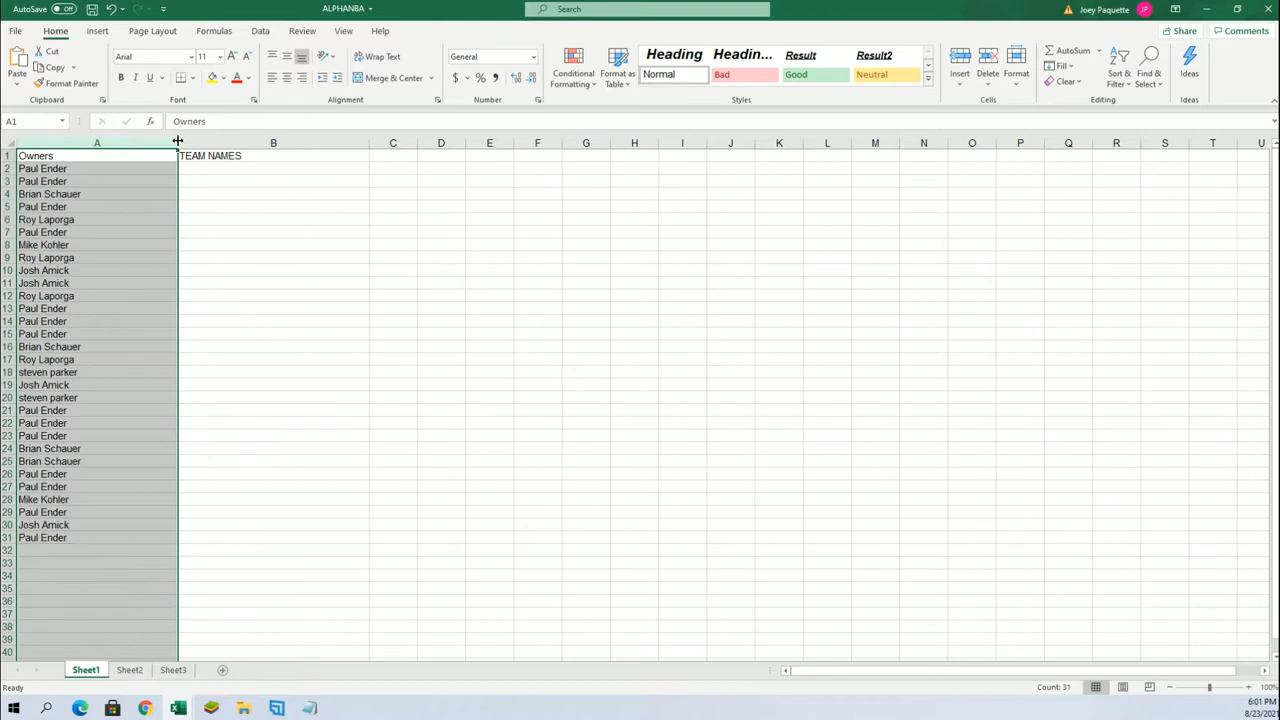 AutoSave Off ALPHANBA Search Joey Paquette JP
File Home Insert Page Layout Formulas Data Review View Help Share Comments
Paste Cut Copy Format Painter Clipboard
Arial 11 A A B I U A Font
Wrap Text Merge & Center Alignment
General $ % Number
Conditional Formatting Format as Table Heading Headin... Result Result2
Normal Bad Good Neutral Styles
Insert Delete Format Cells
AutoSum Fill Clear Sort & Filter Find & Select Editing
Ideas Ideas
A1 fx Owners
A B C D E F G H I J K L M N O P Q R S T U
1 Owners TEAM NAMES
2 Paul Ender
3 Paul Ender
4 Brian Schauer
5 Paul Ender
6 Roy Laporga
7 Paul Ender
8 Mike Kohler
9 Roy Laporga
10 Josh Amick
11 Josh Amick
12 Roy Laporga
13 Paul Ender
14 Paul Ender
15 Paul Ender
16 Brian Schauer
17 Roy Laporga
18 steven parker
19 Josh Amick
20 steven parker
21 Paul Ender
22 Paul Ender
23 Paul Ender
24 Brian Schauer
25 Brian Schauer
26 Paul Ender
27 Paul Ender
28 Mike Kohler
29 Paul Ender
30 Josh Amick
31 Paul Ender
32
33
34
35
36
37
38
39
40
Sheet1 Sheet2 Sheet3
Ready Count: 31 100%
6:01 PM